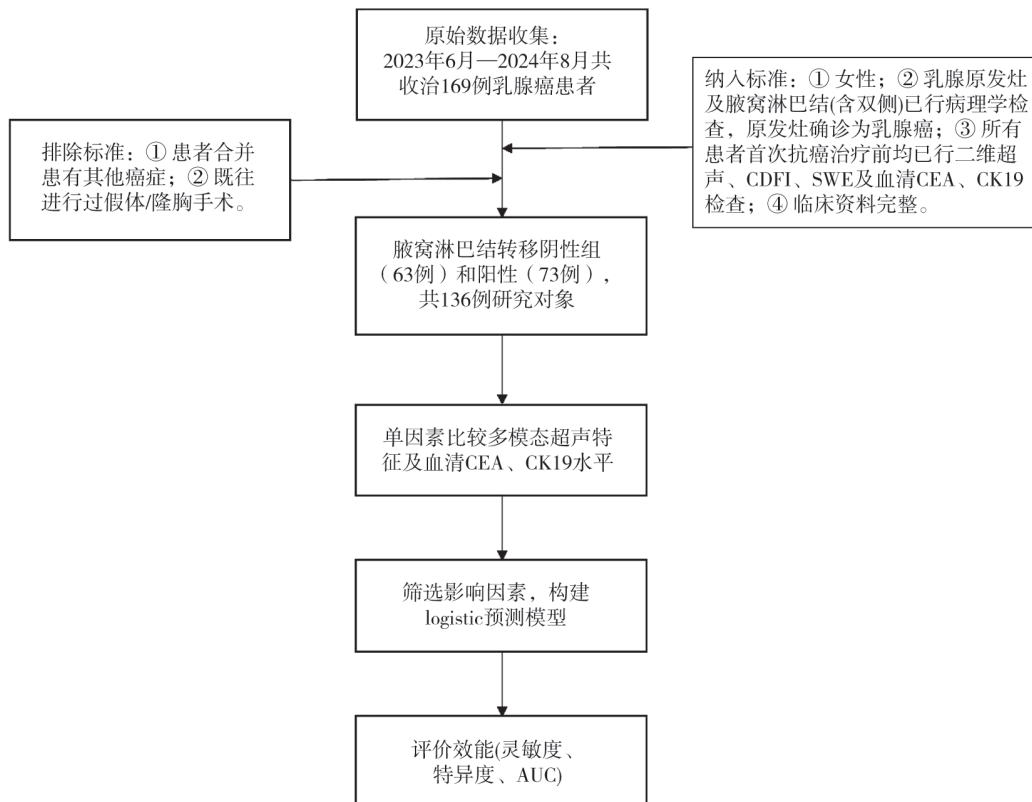 原始数据收集：
2023年6月—2024年8月共
收治169例乳腺癌患者
纳入标准：① 女性；② 乳腺原发灶
及腋窝淋巴结(含双侧)已行病理学检
查，原发灶确诊为乳腺癌；③ 所有
患者首次抗癌治疗前均已行二维超
声、CDFI、SWE及血清CEA、CK19
检查；④ 临床资料完整。
排除标准：① 患者合并
患有其他癌症；② 既往
进行过假体/隆胸手术。
腋窝淋巴结转移阴性组
（63例）和阳性（73例），
共136例研究对象
单因素比较多模态超声特
征及血清CEA、CK19水平
筛选影响因素，构建
logistic预测模型
评价效能(灵敏度、
特异度、AUC)